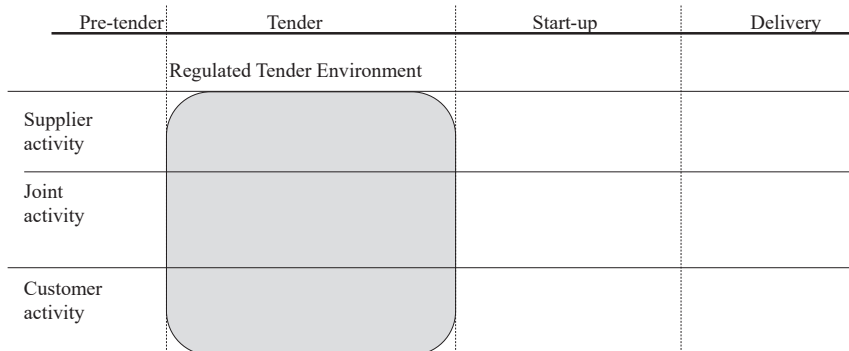 Pre-tender Tender Start-up Delivery
Regulated Tender Environment
Supplier
activity
Joint
activity
Customer
activity